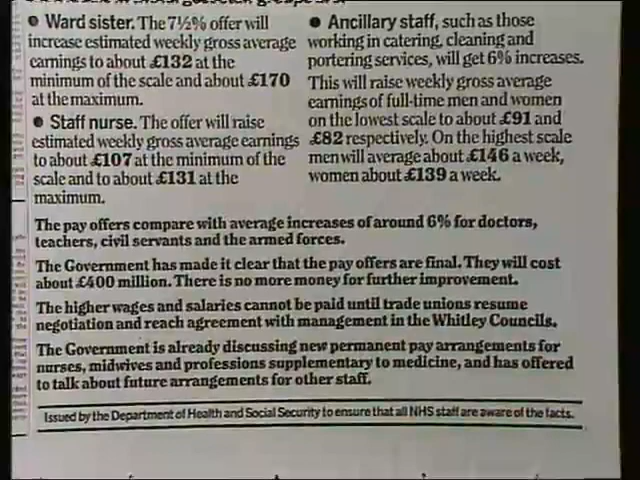 ● Ward sister. The 7½% offer will
increase estimated weekly gross average
earnings to about £132 at the
minimum of the scale and about £170
at the maximum.
● Staff nurse. The offer will raise
estimated weekly gross average earnings
to about £107 at the minimum of the
scale and to about £131 at the
maximum.
● Ancillary staff, such as those
working in catering, cleaning and
portering services, will get 6% increases.
This will raise weekly gross average
earnings of full-time men and women
on the lowest scale to about £91 and
£82 respectively. On the highest scale
men will average about £146 a week,
women about £139 a week.
The pay offers compare with average increases of around 6% for doctors,
teachers, civil servants and the armed forces.
The Government has made it clear that the pay offers are final. They will cost
about £400 million. There is no more money for further improvement.
The higher wages and salaries cannot be paid until trade unions resume
negotiation and reach agreement with management in the Whitley Councils.
The Government is already discussing new permanent pay arrangements for
nurses, midwives and professions supplementary to medicine, and has offered
to talk about future arrangements for other staff.
Issued by the Department of Health and Social Security to ensure that all NHS staff are aware of the facts.